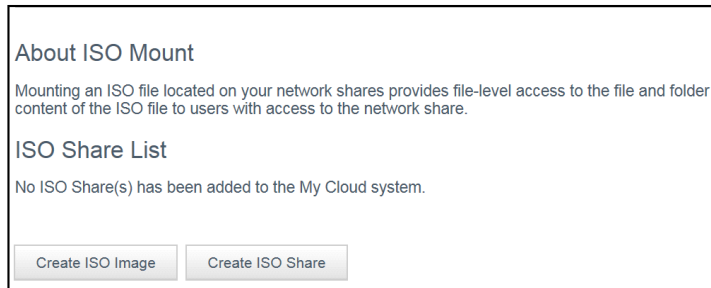 About ISO Mount
Mounting an ISO file located on your network shares provides file-level access to the file and folder
content of the ISO file to users with access to the network share.
ISO Share List
No ISO Share(s) has been added to the My Cloud system.
Create ISO Image
Create ISO Share